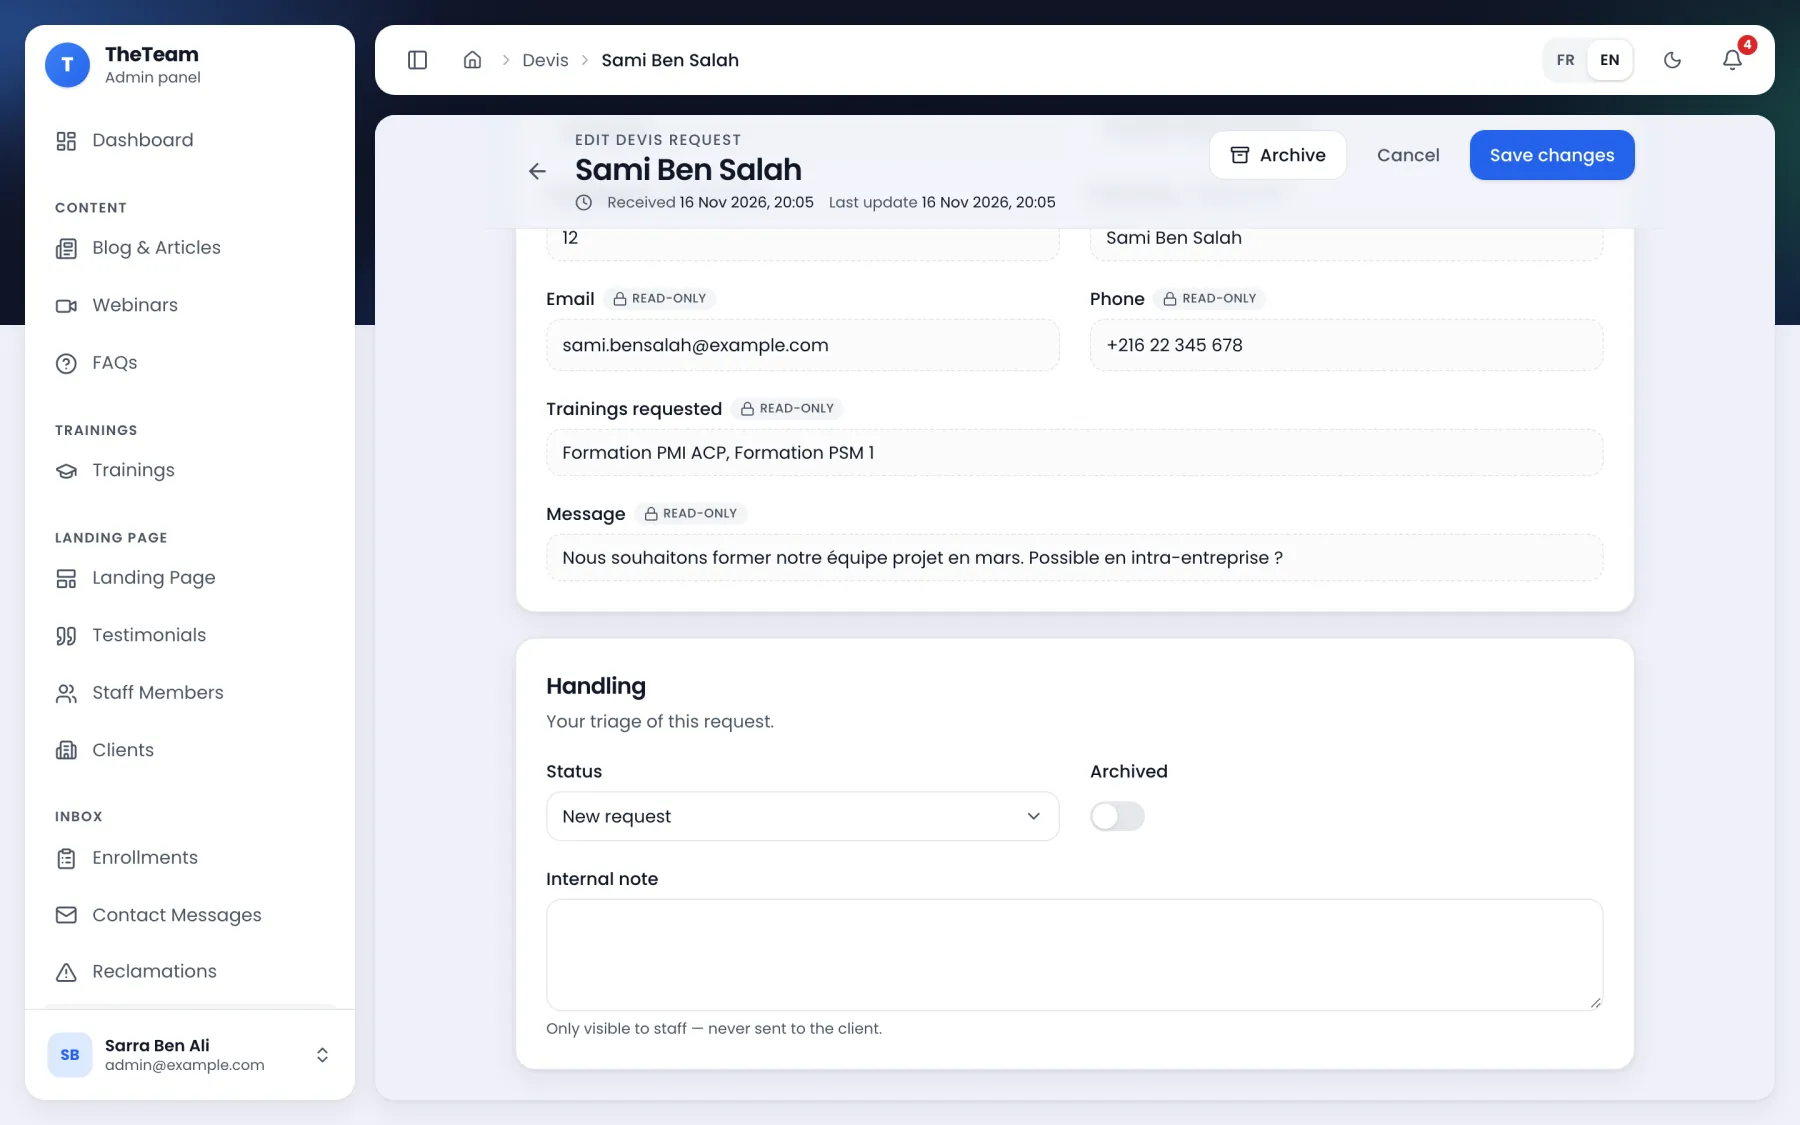 T
TheTeam
Admin panel
Dashboard
CONTENT
Blog & Articles
Webinars
FAQs
TRAININGS
Trainings
LANDING PAGE
Landing Page
Testimonials
Staff Members
Clients
INBOX
Enrollments
Contact Messages
Reclamations
SB
Sarra Ben Ali
admin@example.com
Devis
Sami Ben Salah
FR
EN
4
EDIT DEVIS REQUEST
Sami Ben Salah
Received 16 Nov 2026, 20:05 Last update 16 Nov 2026, 20:05
Archive
Cancel
Save changes
12
Sami Ben Salah
Email READ-ONLY
sami.bensalah@example.com
Phone READ-ONLY
+216 22 345 678
Trainings requested READ-ONLY
Formation PMI ACP, Formation PSM 1
Message READ-ONLY
Nous souhaitons former notre équipe projet en mars. Possible en intra-entreprise ?
Handling
Your triage of this request.
Status
New request
Archived
Internal note
Only visible to staff — never sent to the client.